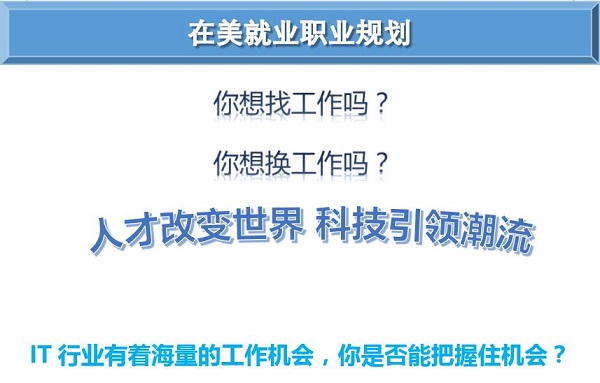 在美就业职业规划
你想找工作吗？
你想换工作吗？
人才改变世界 科技引领潮流
IT 行业有着海量的工作机会，你是否能把握住机会？